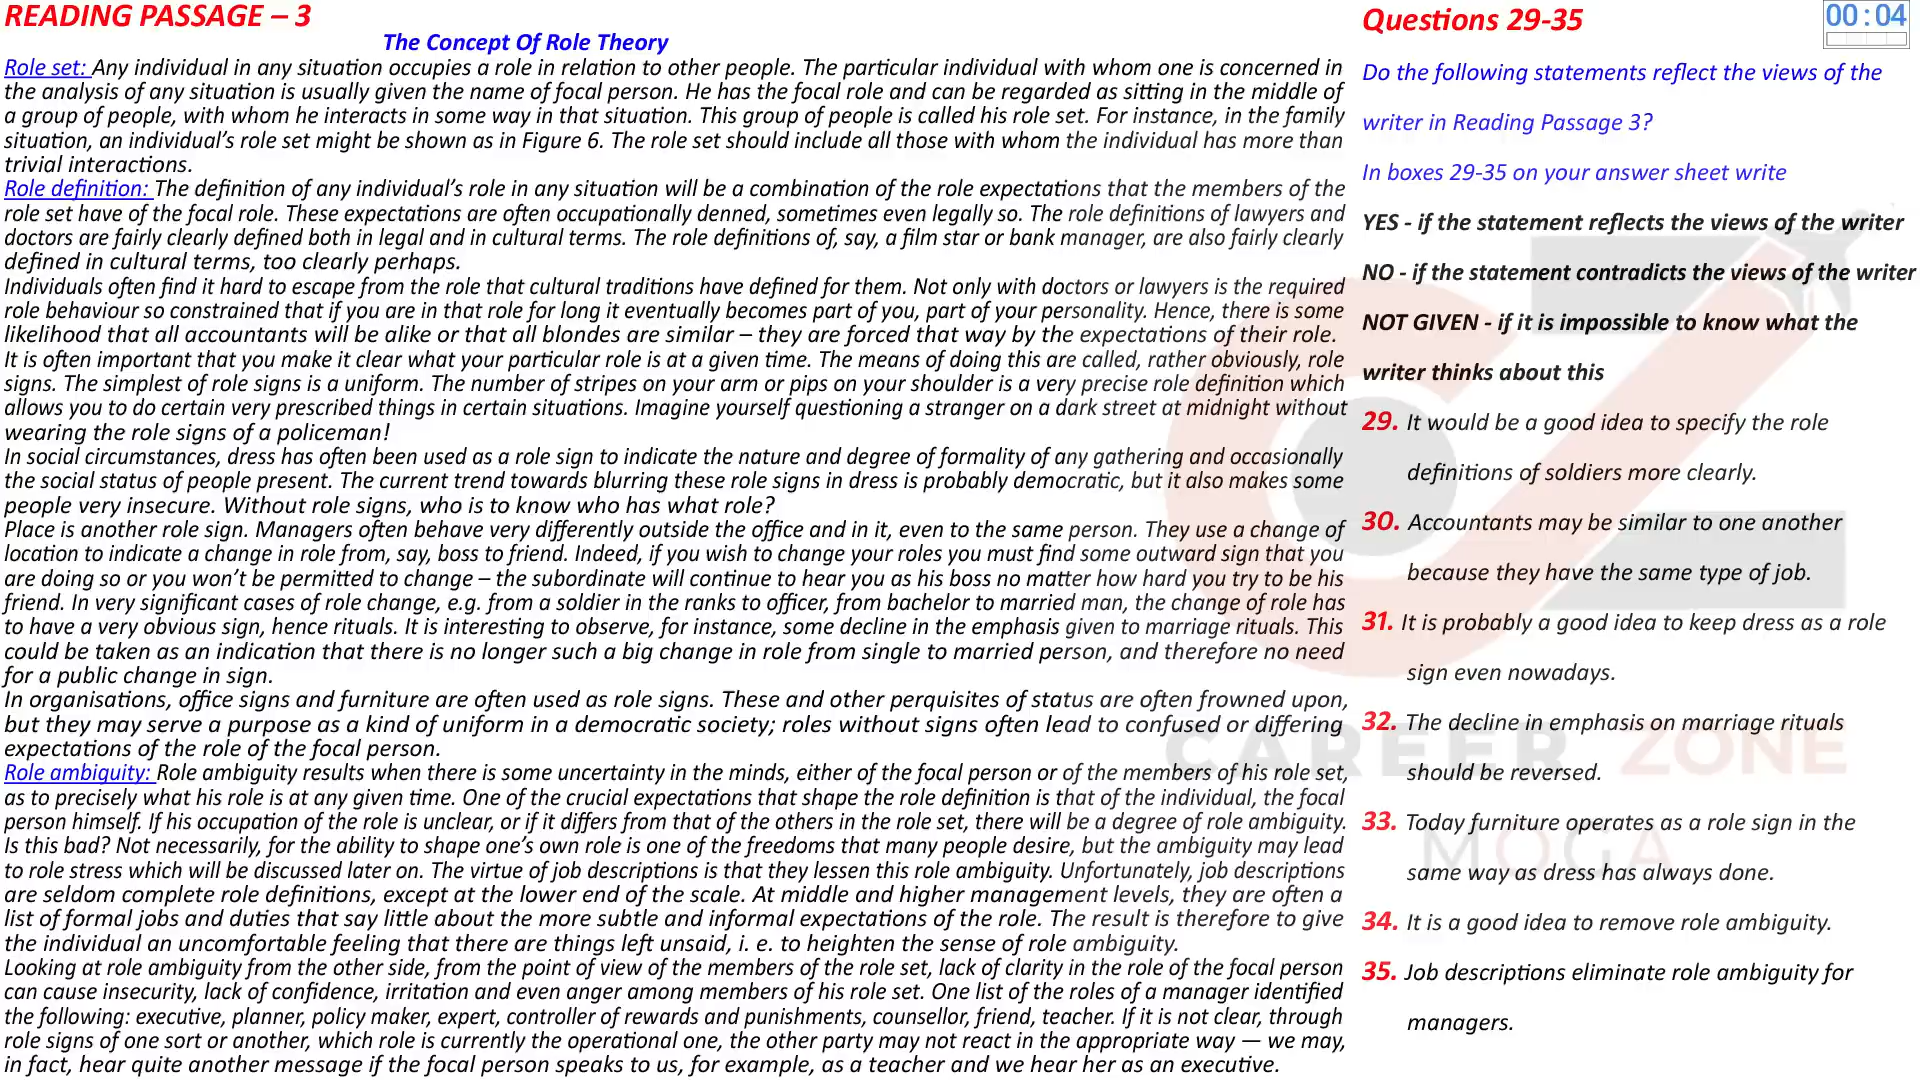 READING PASSAGE – 3
The Concept Of Role Theory
Role set: Any individual in any situation occupies a role in relation to other people. The particular individual with whom one is concerned in
the analysis of any situation is usually given the name of focal person. He has the focal role and can be regarded as sitting in the middle of
a group of people, with whom he interacts in some way in that situation. This group of people is called his role set. For instance, in the family
situation, an individual's role set might be shown as in Figure 6. The role set should include all those with whom the individual has more than
trivial interactions.
Role definition: The definition of any individual's role in any situation will be a combination of the role expectations that the members of the
role set have of the focal role. These expectations are often occupationally denned, sometimes even legally so. The role definitions of lawyers and
doctors are fairly clearly defined both in legal and in cultural terms. The role definitions of, say, a film star or bank manager, are also fairly clearly
defined in cultural terms, too clearly perhaps.
Individuals often find it hard to escape from the role that cultural traditions have defined for them. Not only with doctors or lawyers is the required
role behaviour so constrained that if you are in that role for long it eventually becomes part of you, part of your personality. Hence, there is some
likelihood that all accountants will be alike or that all blondes are similar – they are forced that way by the expectations of their role.
It is often important that you make it clear what your particular role is at a given time. The means of doing this are called, rather obviously, role
signs. The simplest of role signs is a uniform. The number of stripes on your arm or pips on your shoulder is a very precise role definition which
allows you to do certain very prescribed things in certain situations. Imagine yourself questioning a stranger on a dark street at midnight without
wearing the role signs of a policeman!
In social circumstances, dress has often been used as a role sign to indicate the nature and degree of formality of any gathering and occasionally
the social status of people present. The current trend towards blurring these role signs in dress is probably democratic, but it also makes some
people very insecure. Without role signs, who is to know who has what role?
Place is another role sign. Managers often behave very differently outside the office and in it, even to the same person. They use a change of
location to indicate a change in role from, say, boss to friend. Indeed, if you wish to change your roles you must find some outward sign that you
are doing so or you won't be permitted to change – the subordinate will continue to hear you as his boss no matter how hard you try to be his
friend. In very significant cases of role change, e.g. from a soldier in the ranks to officer, from bachelor to married man, the change of role has
to have a very obvious sign, hence rituals. It is interesting to observe, for instance, some decline in the emphasis given to marriage rituals. This
could be taken as an indication that there is no longer such a big change in role from single to married person, and therefore no need
for a public change in sign.
In organisations, office signs and furniture are often used as role signs. These and other perquisites of status are often frowned upon,
but they may serve a purpose as a kind of uniform in a democratic society; roles without signs often lead to confused or differing
expectations of the role of the focal person.
Role ambiguity: Role ambiguity results when there is some uncertainty in the minds, either of the focal person or of the members of his role set,
as to precisely what his role is at any given time. One of the crucial expectations that shape the role definition is that of the individual, the focal
person himself. If his occupation of the role is unclear, or if it differs from that of the others in the role set, there will be a degree of role ambiguity.
Is this bad? Not necessarily, for the ability to shape one's own role is one of the freedoms that many people desire, but the ambiguity may lead
to role stress which will be discussed later on. The virtue of job descriptions is that they lessen this role ambiguity. Unfortunately, job descriptions
are seldom complete role definitions, except at the lower end of the scale. At middle and higher management levels, they are often a
list of formal jobs and duties that say little about the more subtle and informal expectations of the role. The result is therefore to give
the individual an uncomfortable feeling that there are things left unsaid, i. e. to heighten the sense of role ambiguity.
Looking at role ambiguity from the other side, from the point of view of the members of the role set, lack of clarity in the role of the focal person
can cause insecurity, lack of confidence, irritation and even anger among members of his role set. One list of the roles of a manager identified
the following: executive, planner, policy maker, expert, controller of rewards and punishments, counsellor, friend, teacher. If it is not clear, through
role signs of one sort or another, which role is currently the operational one, the other party may not react in the appropriate way — we may,
in fact, hear quite another message if the focal person speaks to us, for example, as a teacher and we hear her as an executive.
Questions 29-35
00:04
Do the following statements reflect the views of the
writer in Reading Passage 3?
In boxes 29-35 on your answer sheet write
YES - if the statement reflects the views of the writer
NO - if the statement contradicts the views of the writer
NOT GIVEN - if it is impossible to know what the
writer thinks about this
29. It would be a good idea to specify the role
definitions of soldiers more clearly.
30. Accountants may be similar to one another
because they have the same type of job.
31. It is probably a good idea to keep dress as a role
sign even nowadays.
32. The decline in emphasis on marriage rituals
should be reversed.
33. Today furniture operates as a role sign in the
same way as dress has always done.
34. It is a good idea to remove role ambiguity.
35. Job descriptions eliminate role ambiguity for
managers.
CAREER ZONE
MOGA